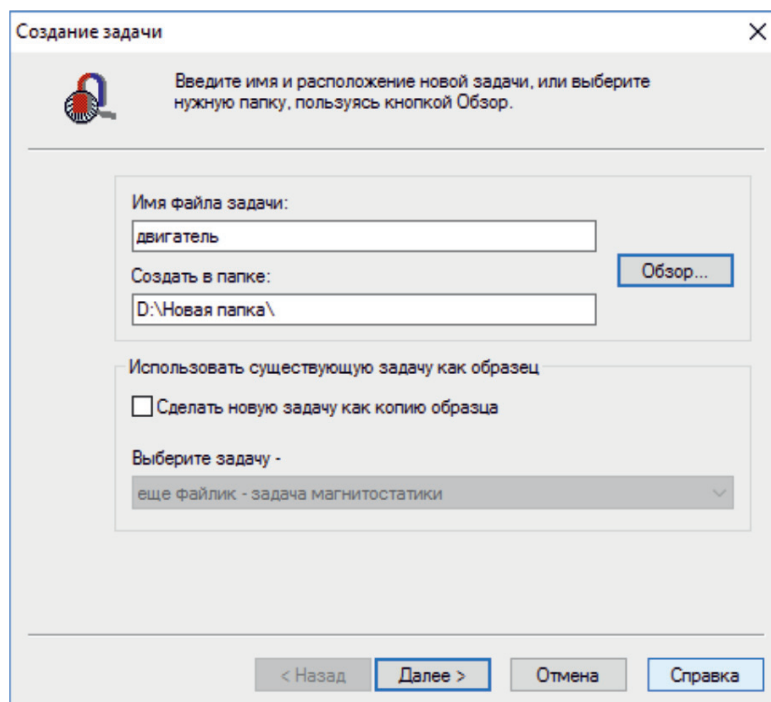 Создание задачи
Введите имя и расположение новой задачи, или выберите
нужную папку, пользуясь кнопкой Обзор.
Имя файла задачи:
двигатель
Обзор...
Создать в папке:
D:\Новая папка\
Использовать существующую задачу как образец
Сделать новую задачу как копию образца
Выберите задачу -
еще файлик - задача магнитостатики
< Назад
Далее >
Отмена
Справка